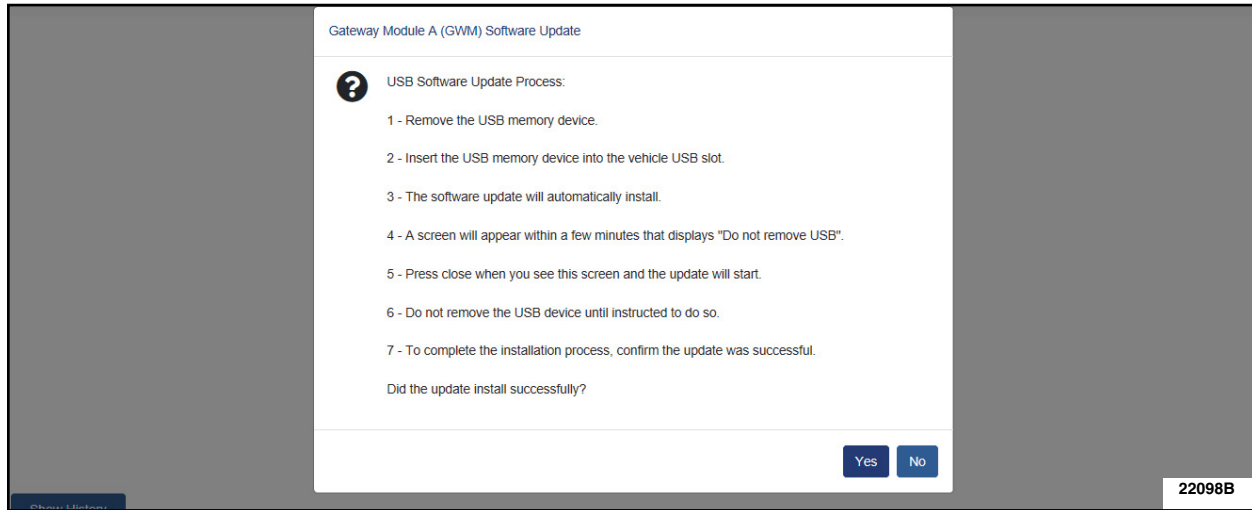 Gateway Module A (GWM) Software Update
USB Software Update Process:
1 - Remove the USB memory device.
2 - Insert the USB memory device into the vehicle USB slot.
3 - The software update will automatically install.
4 - A screen will appear within a few minutes that displays "Do not remove USB".
5 - Press close when you see this screen and the update will start.
6 - Do not remove the USB device until instructed to do so.
7 - To complete the installation process, confirm the update was successful.
Did the update install successfully?
Yes No
22098B
Show History